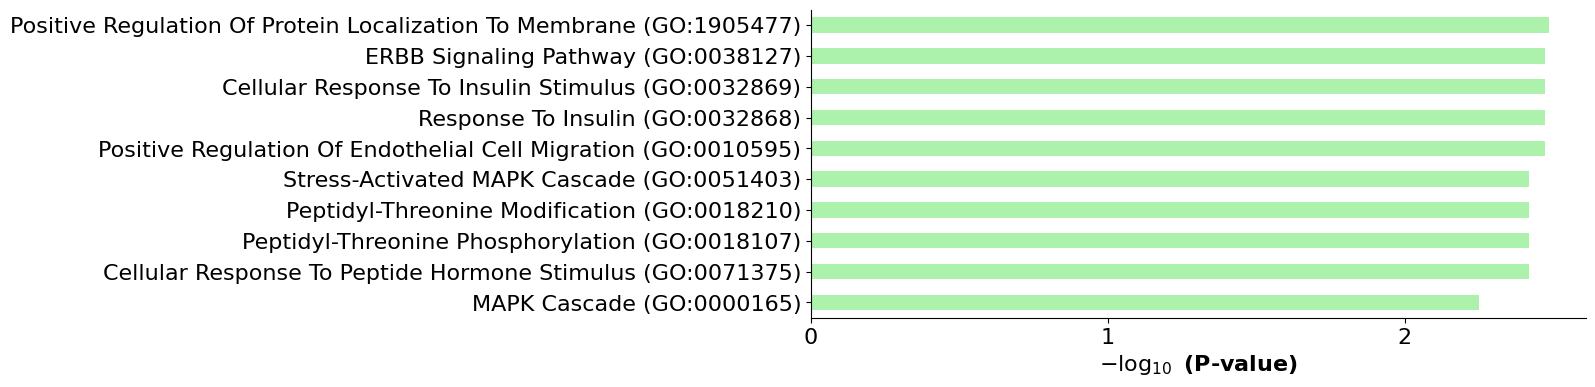 Positive Regulation Of Protein Localization To Membrane (GO:1905477)
ERBB Signaling Pathway (GO:0038127)
Cellular Response To Insulin Stimulus (GO:0032869)
Response To Insulin (GO:0032868)
Positive Regulation Of Endothelial Cell Migration (GO:0010595)
Stress-Activated MAPK Cascade (GO:0051403)
Peptidyl-Threonine Modification (GO:0018210)
Peptidyl-Threonine Phosphorylation (GO:0018107)
Cellular Response To Peptide Hormone Stimulus (GO:0071375)
MAPK Cascade (GO:0000165)
0 1 2
−log₁₀ (P-value)